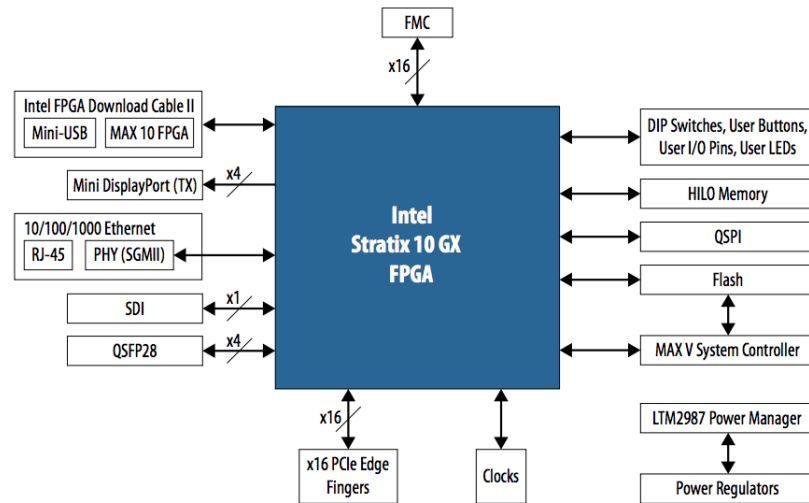 FMC
x16
Intel FPGA Download Cable II
Mini-USB
MAX 10 FPGA
Mini DisplayPort (TX)
x4
10/100/1000 Ethernet
RJ-45
PHY (SGMII)
SDI
x1
QSFP28
x4
Intel
Stratix 10 GX
FPGA
DIP Switches, User Buttons,
User I/O Pins, User LEDs
HILO Memory
QSPI
Flash
MAX V System Controller
LTM2987 Power Manager
Power Regulators
x16
x16 PCIe Edge
Fingers
Clocks